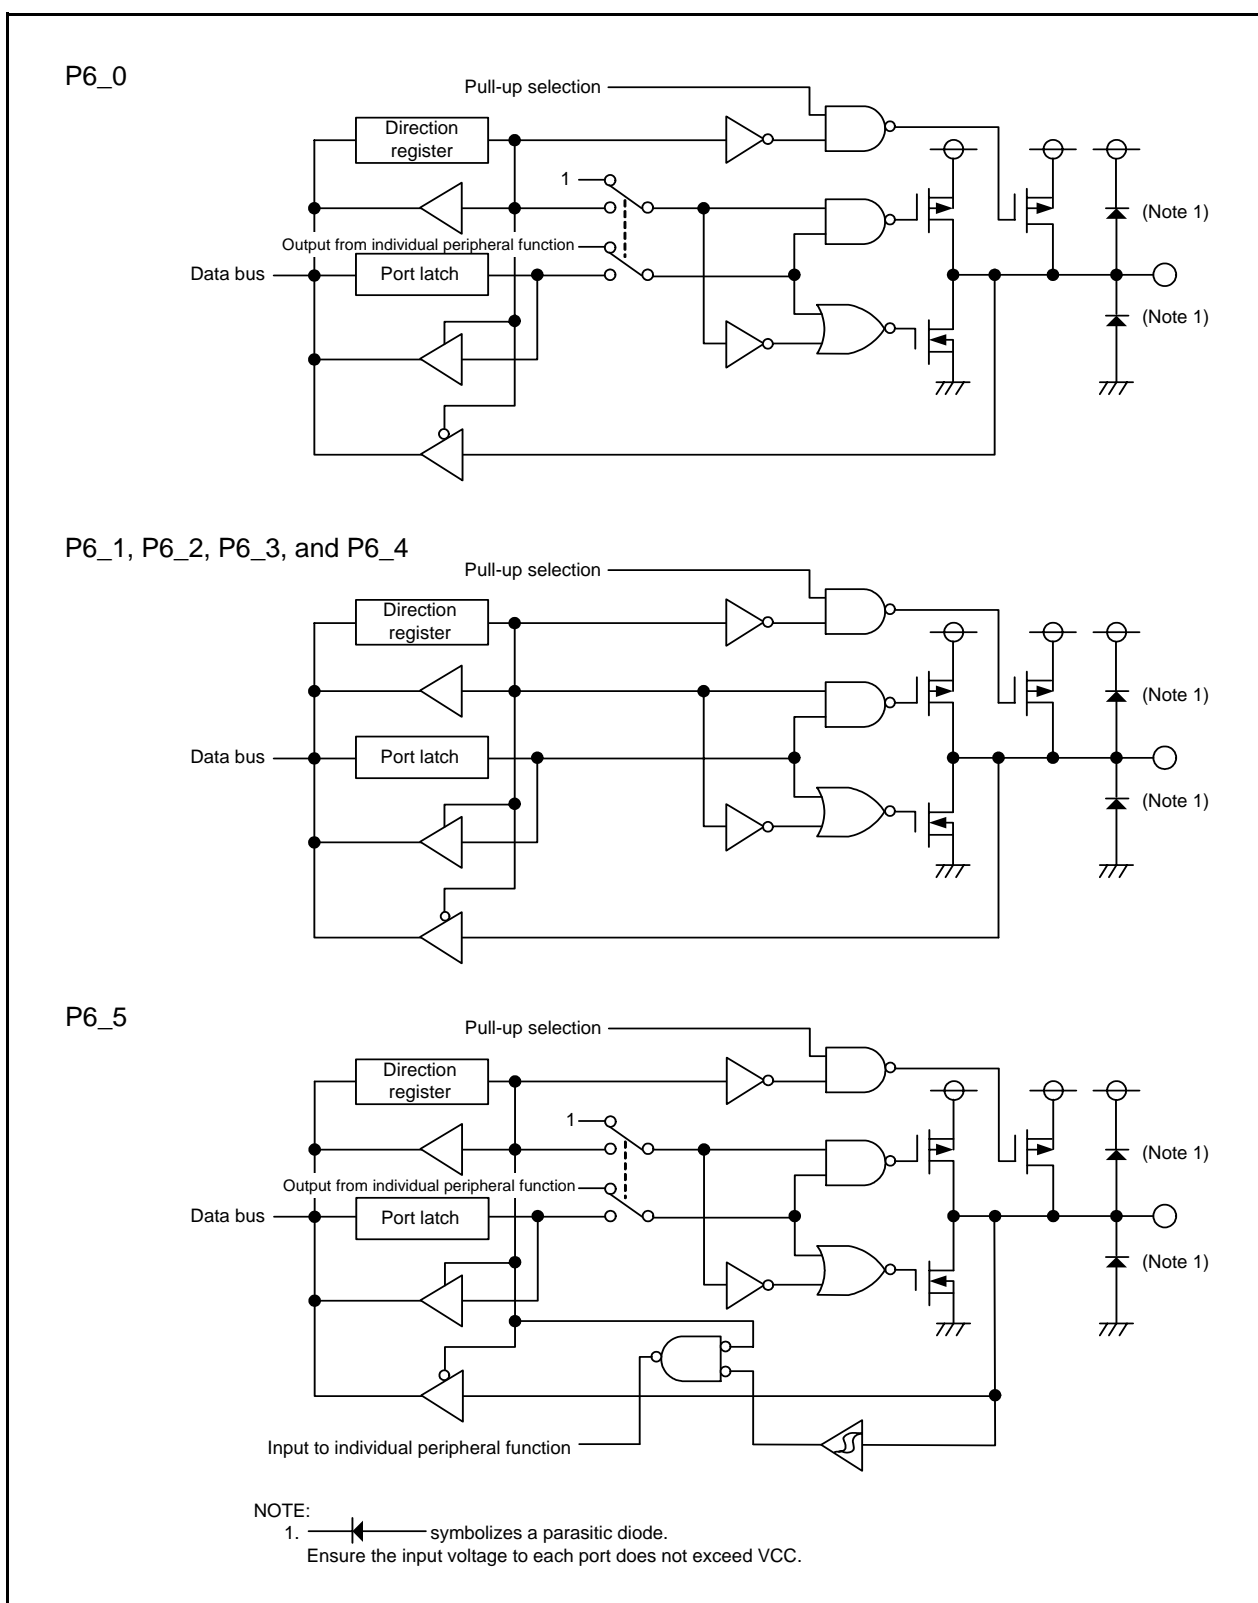 P6_0
Pull-up selection
Direction
register
1
(Note 1)
Output from individual peripheral function
Data bus
Port latch
(Note 1)
P6_1, P6_2, P6_3, and P6_4
Pull-up selection
Direction
register
(Note 1)
Data bus
Port latch
(Note 1)
P6_5
Pull-up selection
Direction
register
1
(Note 1)
Output from individual peripheral function
Data bus
Port latch
(Note 1)
Input to individual peripheral function
NOTE:
1. symbolizes a parasitic diode.
Ensure the input voltage to each port does not exceed VCC.